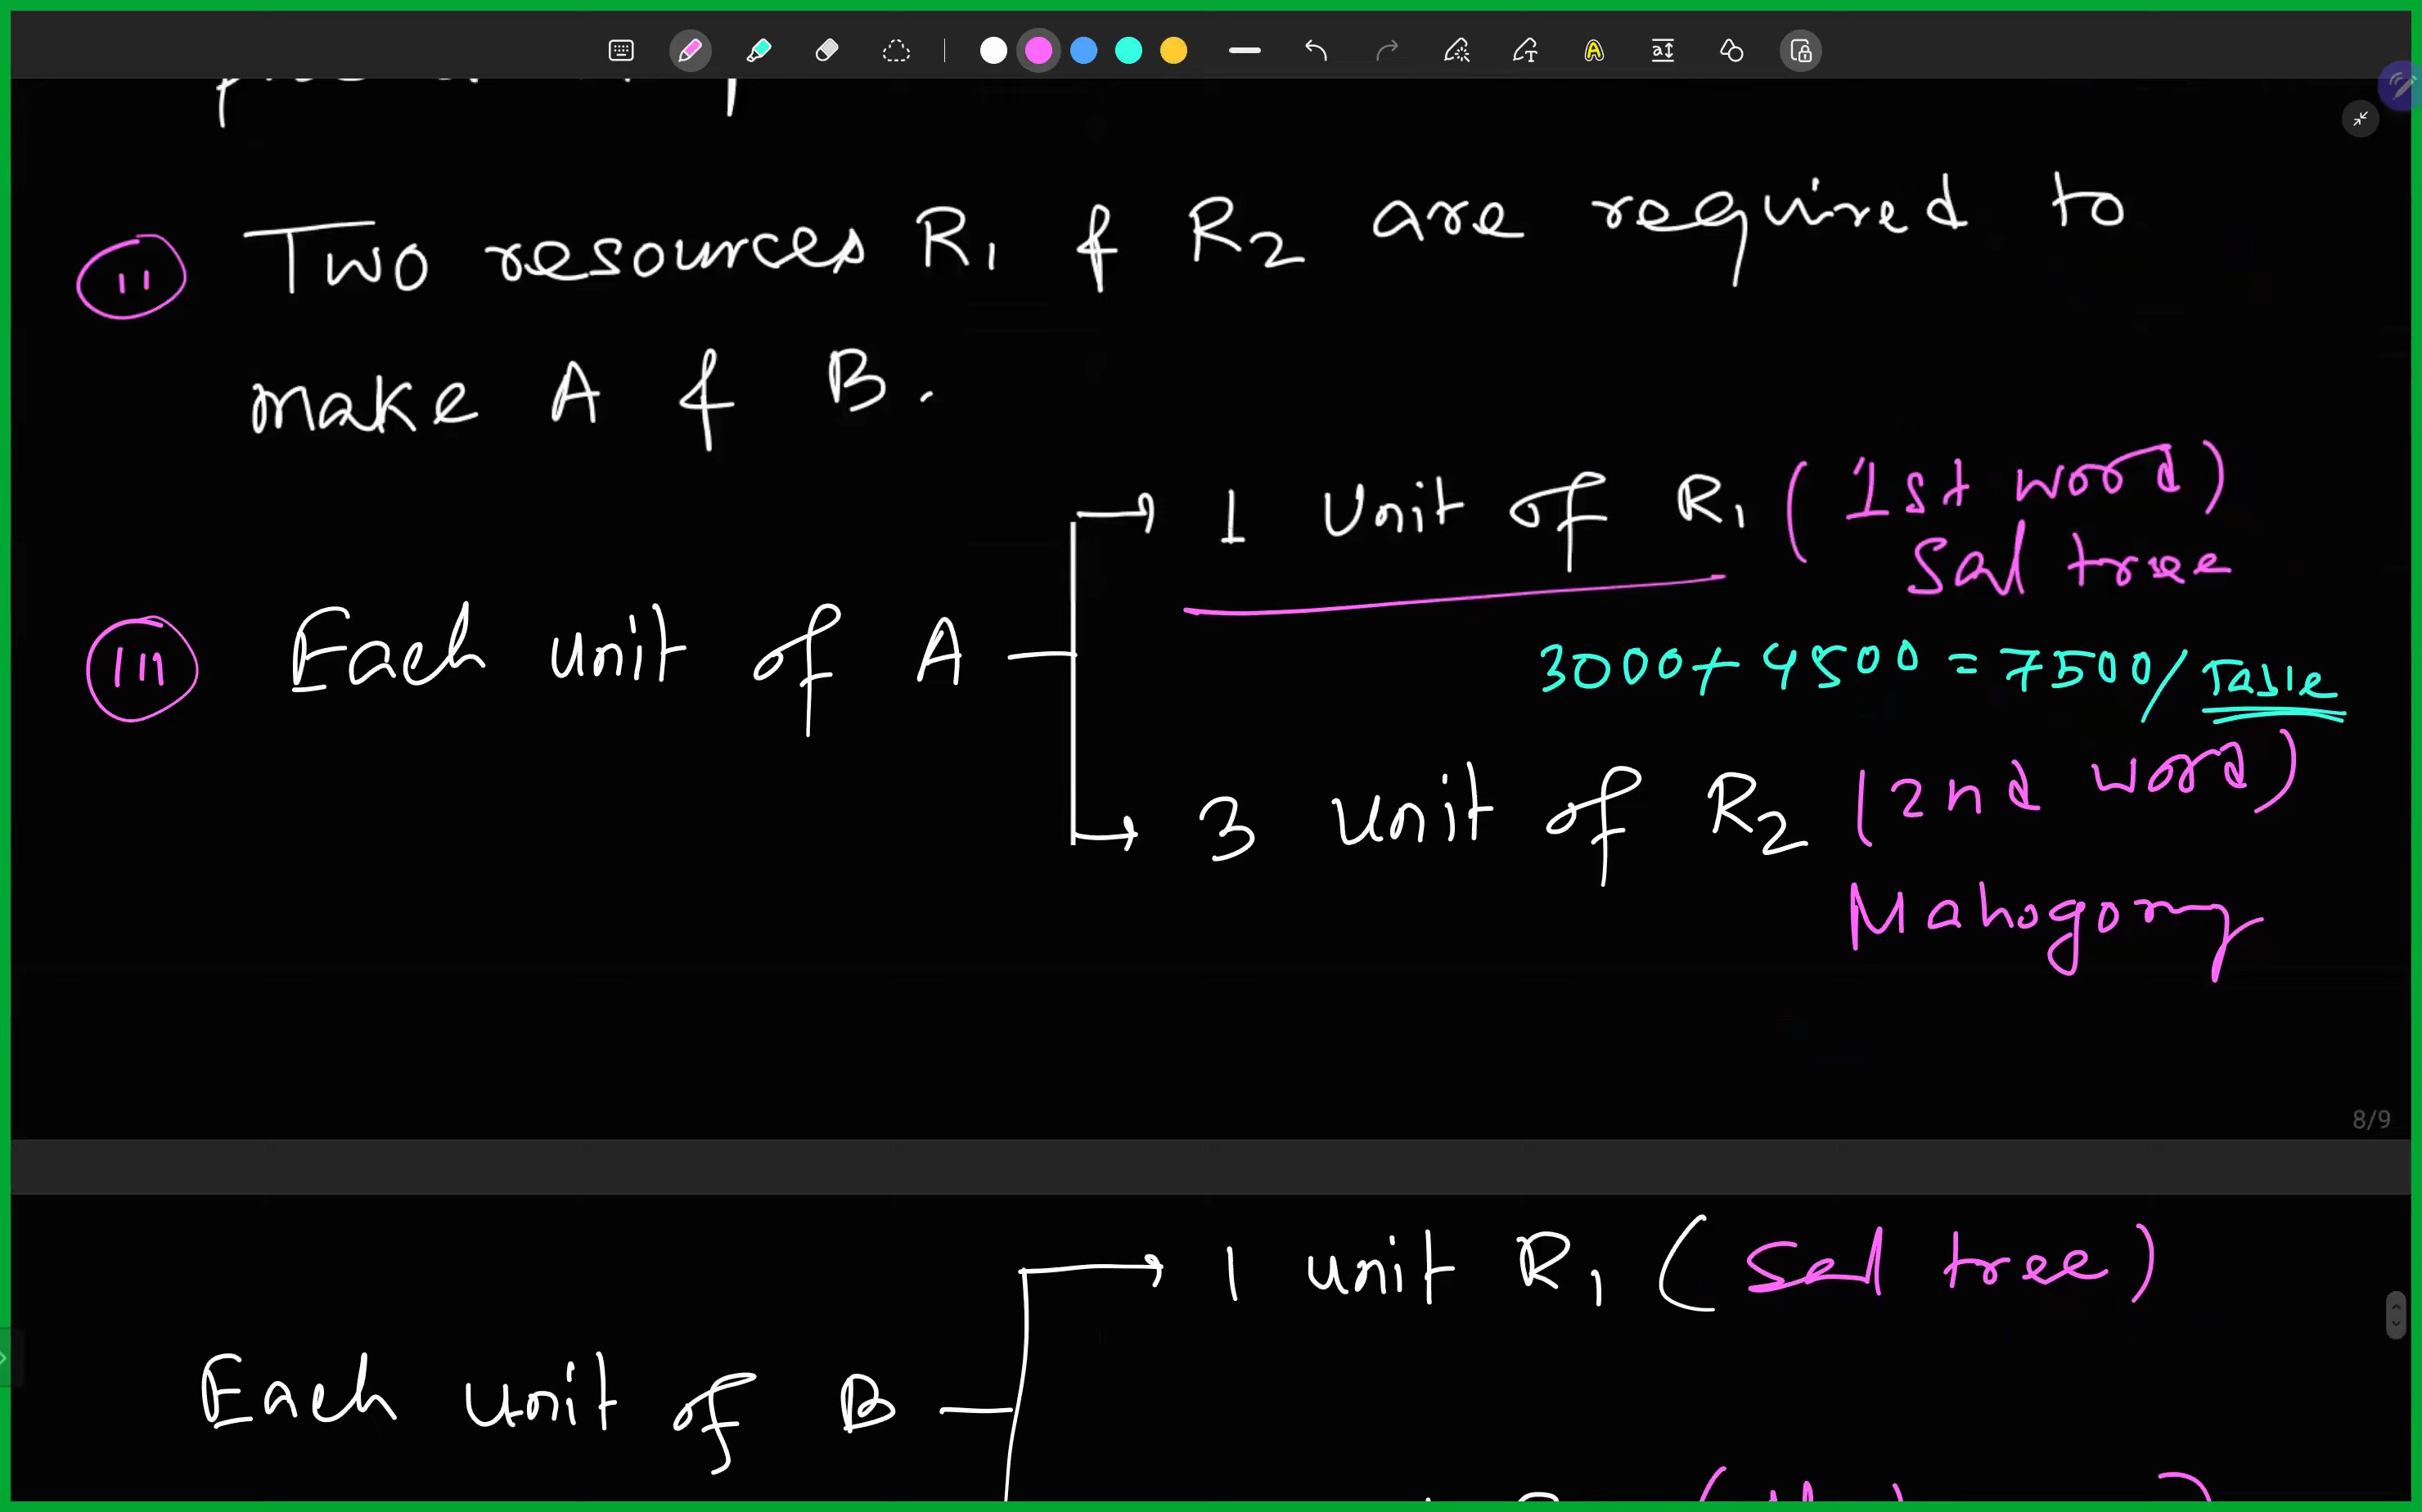 (11) Two resources R1 & R2 are required to
make A & B.
1 Unit of R1 (1st wood)
Sal tree
(111) Each unit of A
3000+4500=7500/Table
3 Unit of R2 (2nd wood)
Mahogony
8/9
1 unit R1 (Sal tree)
Each unit of B